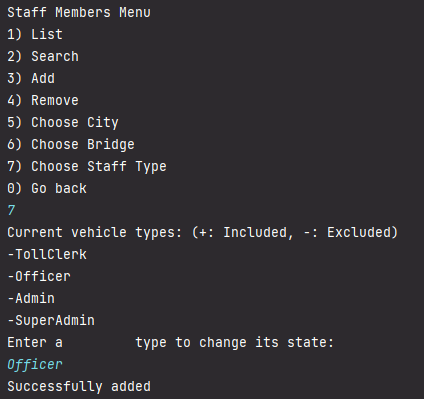 Staff Members Menu
1) List
2) Search
3) Add
4) Remove
5) Choose City
6) Choose Bridge
7) Choose Staff Type
0) Go back
7
Current vehicle types: (+: Included, -: Excluded)
-TollClerk
-Officer
-Admin
-SuperAdmin
Enter a type to change its state:
Officer
Successfully added